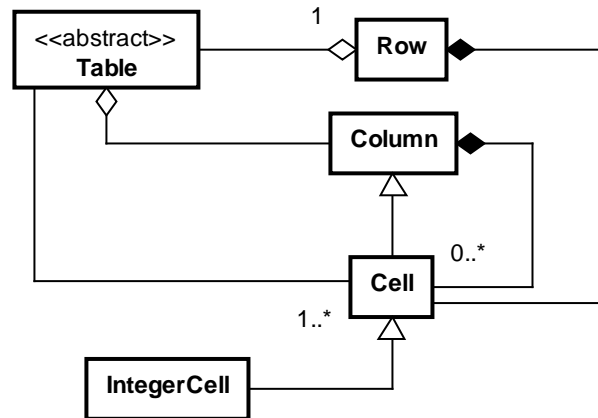 1
<<abstract>>
Table
Row
Column
0..*
Cell
1..*
IntegerCell